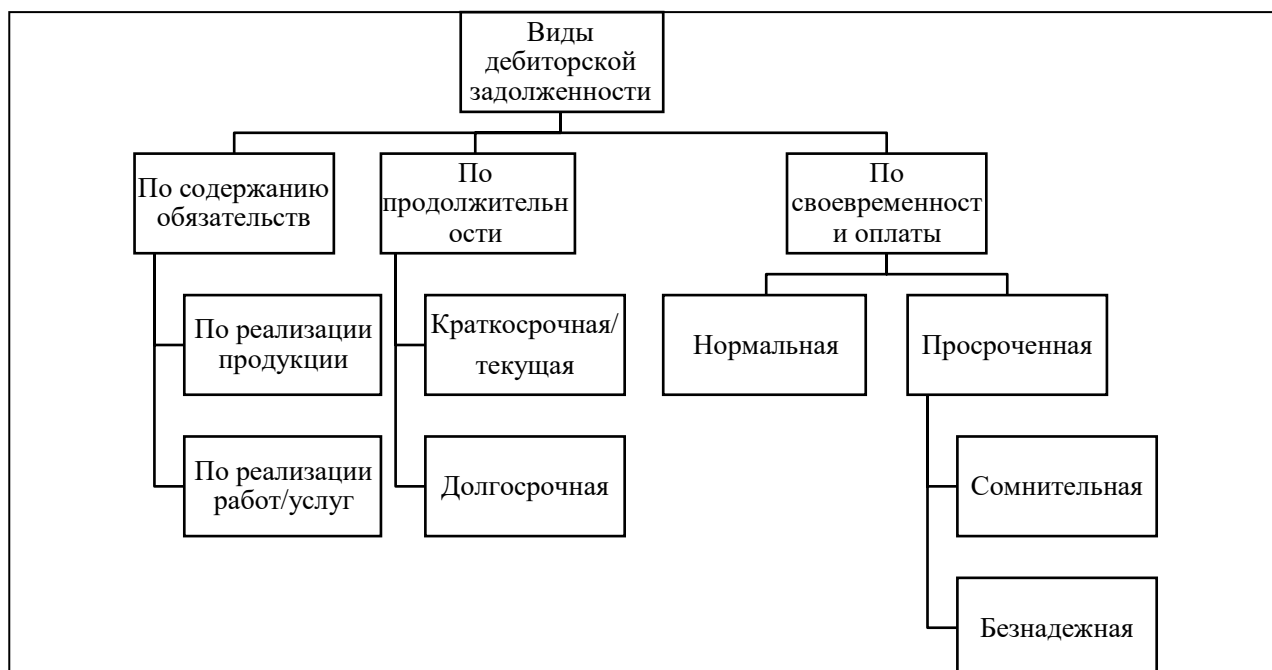 Виды
дебиторской
задолженности
По содержанию
обязательств
По
продолжительн
ости
По
своевременност
и оплаты
По реализации
продукции
Краткосрочная/
текущая
Нормальная
Просроченная
По реализации
работ/услуг
Долгосрочная
Сомнительная
Безнадежная